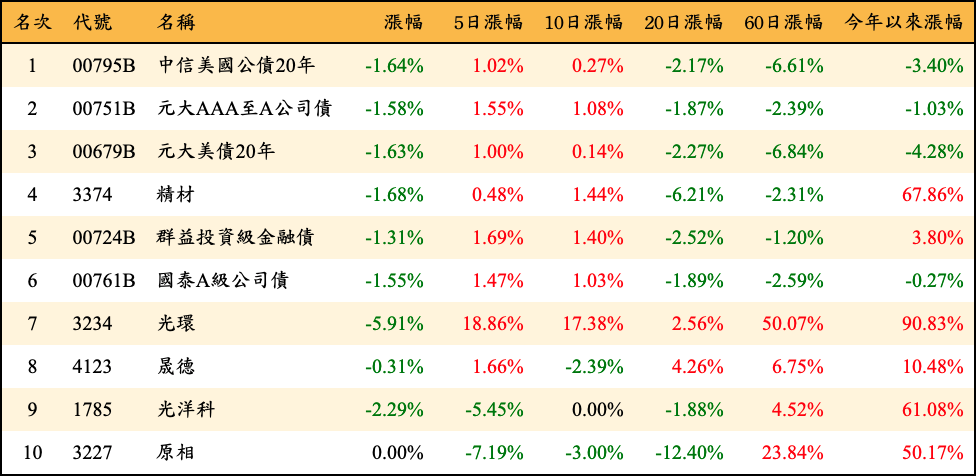 名次 代號 名稱 漲幅 5日漲幅 10日漲幅 20日漲幅 60日漲幅 今年以來漲幅
1 00795B 中信美國公債20年 -1.64% 1.02% 0.27% -2.17% -6.61% -3.40%
2 00751B 元大AAA至A公司債 -1.58% 1.55% 1.08% -1.87% -2.39% -1.03%
3 00679B 元大美債20年 -1.63% 1.00% 0.14% -2.27% -6.84% -4.28%
4 3374 精材 -1.68% 0.48% 1.44% -6.21% -2.31% 67.86%
5 00724B 群益投資級金融債 -1.31% 1.69% 1.40% -2.52% -1.20% 3.80%
6 00761B 國泰A級公司債 -1.55% 1.47% 1.03% -1.89% -2.59% -0.27%
7 3234 光環 -5.91% 18.86% 17.38% 2.56% 50.07% 90.83%
8 4123 晟德 -0.31% 1.66% -2.39% 4.26% 6.75% 10.48%
9 1785 光洋科 -2.29% -5.45% 0.00% -1.88% 4.52% 61.08%
10 3227 原相 0.00% -7.19% -3.00% -12.40% 23.84% 50.17%